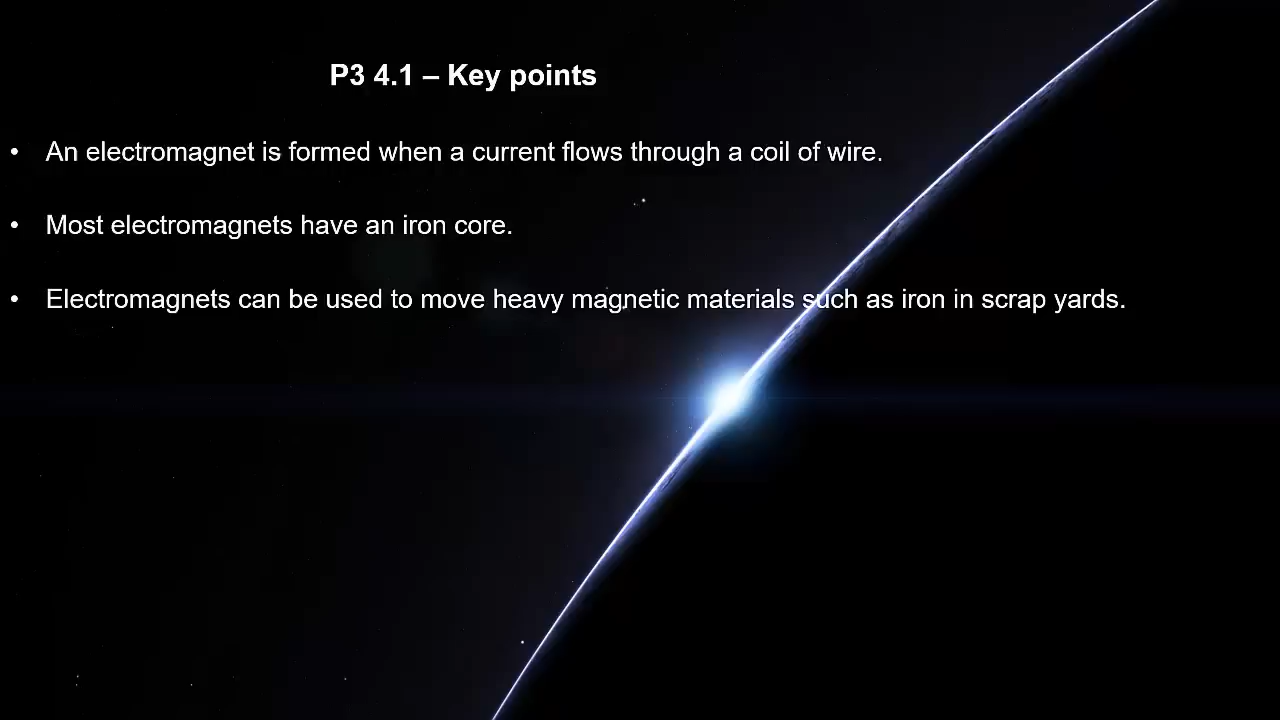 P3 4.1 – Key points
• An electromagnet is formed when a current flows through a coil of wire.
• Most electromagnets have an iron core.
• Electromagnets can be used to move heavy magnetic materials such as iron in scrap yards.